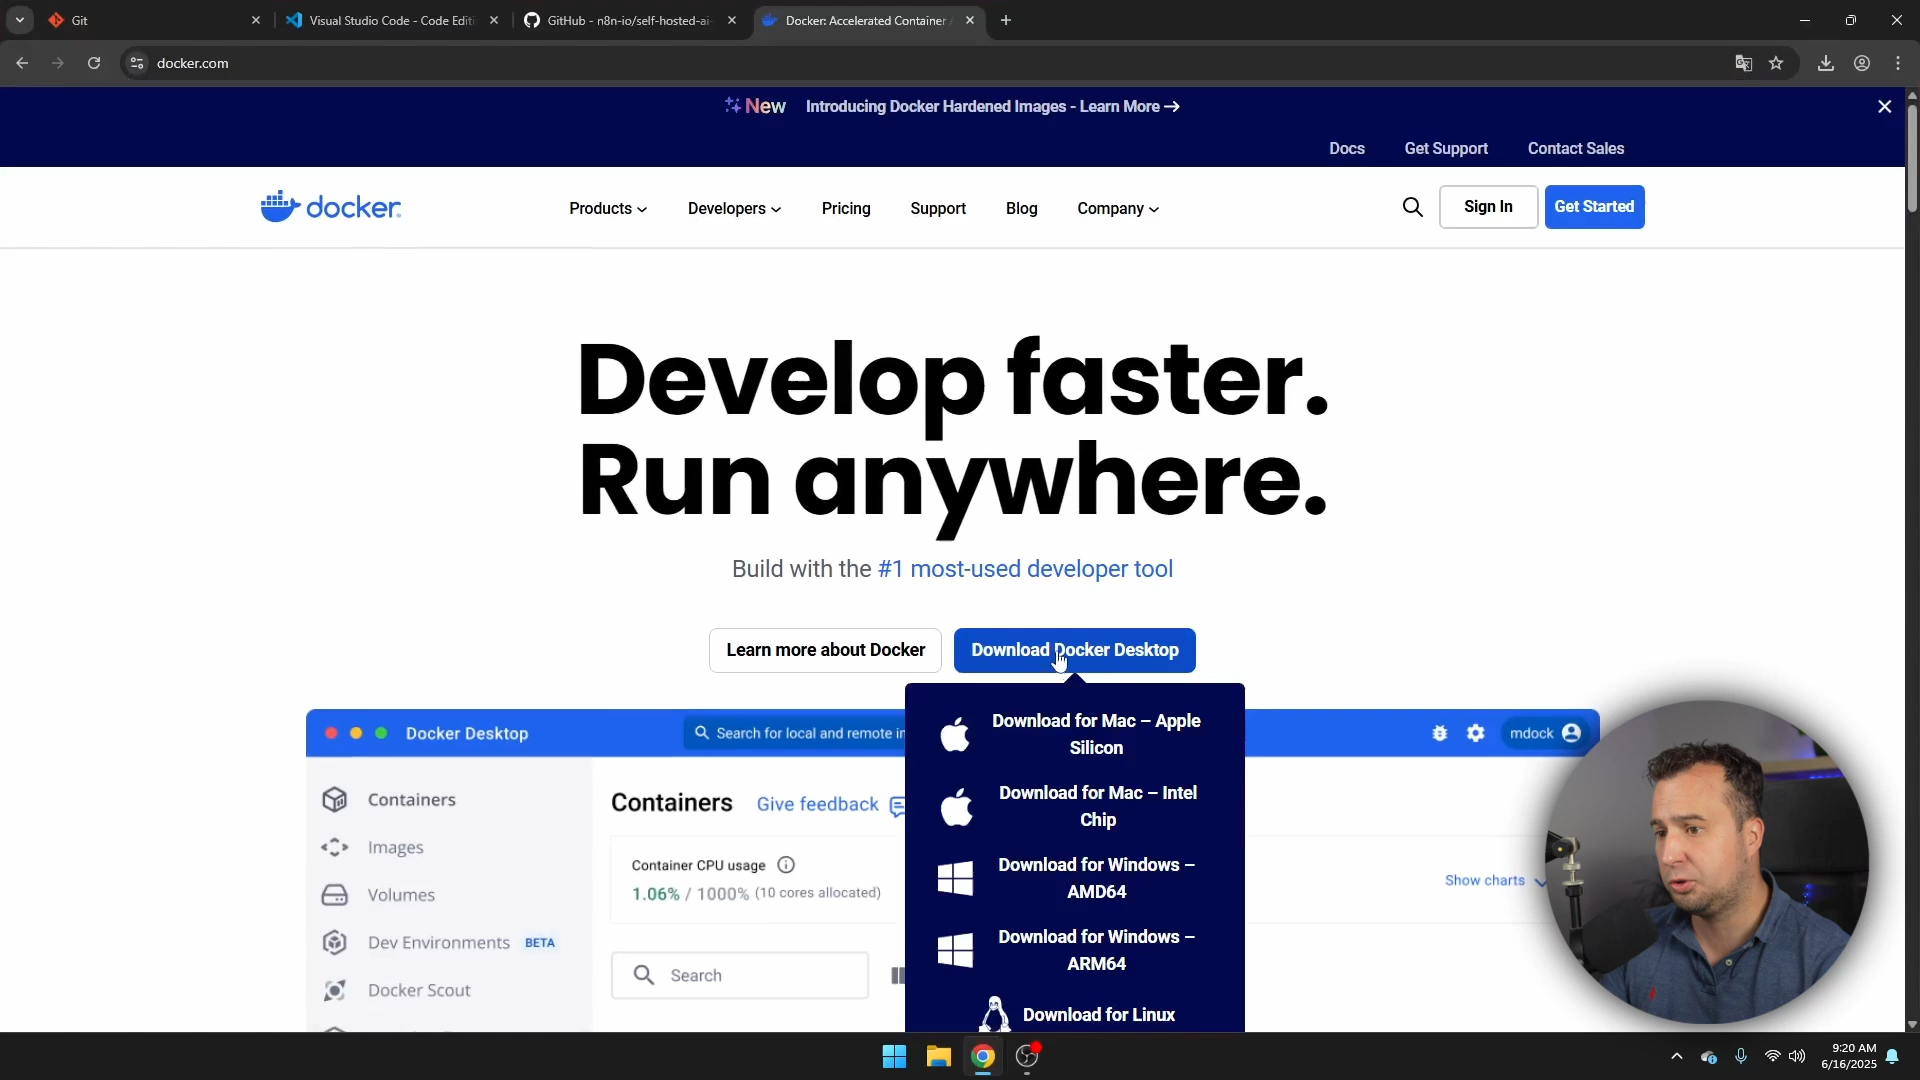 Git
Visual Studio Code - Code Editi
GitHub - n8n-io/self-hosted-ai-
Docker: Accelerated Container
docker.com
New Introducing Docker Hardened Images - Learn More →
Docs Get Support Contact Sales
docker
Products Developers Pricing Support Blog Company
Sign In
Get Started
Develop faster.
Run anywhere.
Build with the #1 most-used developer tool
Learn more about Docker
Download Docker Desktop
Download for Mac – Apple
Silicon
Download for Mac – Intel
Chip
Download for Windows –
AMD64
Download for Windows –
ARM64
Download for Linux
Docker Desktop
Search for local and remote in
mdock
Containers
Images
Volumes
Dev Environments BETA
Docker Scout
Containers Give feedback
Container CPU usage
1.06% / 1000% (10 cores allocated)
Show charts
Search
9:20 AM
6/16/2025